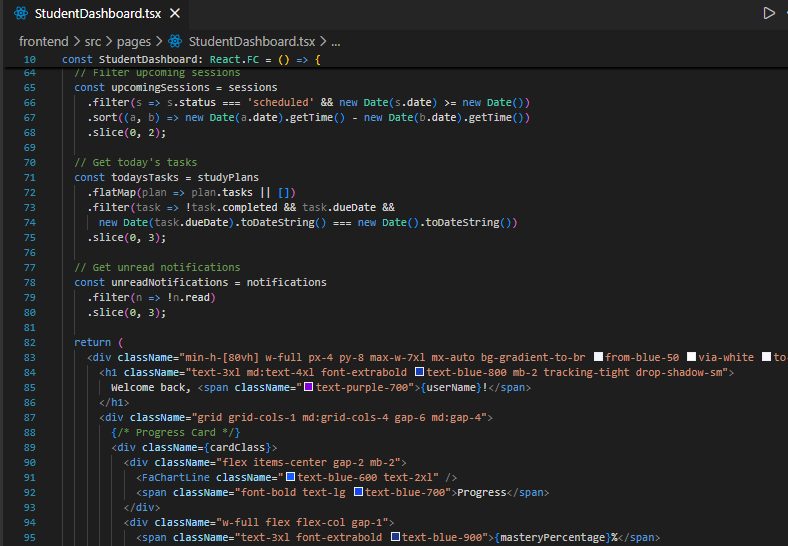 StudentDashboard.tsx
frontend > src > pages > StudentDashboard.tsx > ...
10 const StudentDashboard: React.FC = () => {
64 // Filter upcoming sessions
65 const upcomingSessions = sessions
66 .filter(s => s.status === 'scheduled' && new Date(s.date) >= new Date())
67 .sort((a, b) => new Date(a.date).getTime() - new Date(b.date).getTime())
68 .slice(0, 2);
69
70 // Get today's tasks
71 const todaysTasks = studyPlans
72 .flatMap(plan => plan.tasks || [])
73 .filter(task => !task.completed && task.dueDate &&
74 new Date(task.dueDate).toDateString() === new Date().toDateString())
75 .slice(0, 3);
76
77 // Get unread notifications
78 const unreadNotifications = notifications
79 .filter(n => !n.read)
80 .slice(0, 3);
81
82 return (
83 <div className="min-h-[80vh] w-full px-4 py-8 max-w-7xl mx-auto bg-gradient-to-br from-blue-50 via-white to-
84 <h1 className="text-3xl md:text-4xl font-extrabold text-blue-800 mb-2 tracking-tight drop-shadow-sm">
85 Welcome back, <span className="text-purple-700">{userName}!</span>
86 </h1>
87 <div className="grid grid-cols-1 md:grid-cols-4 gap-6 md:gap-4">
88 {/* Progress Card */}
89 <div className={cardClass}>
90 <div className="flex items-center gap-2 mb-2">
91 <FaChartLine className="text-blue-600 text-2xl" />
92 <span className="font-bold text-lg text-blue-700">Progress</span>
93 </div>
94 <div className="w-full flex flex-col gap-1">
95 <span className="text-3xl font-extrabold text-blue-900">{masteryPercentage}%</span>